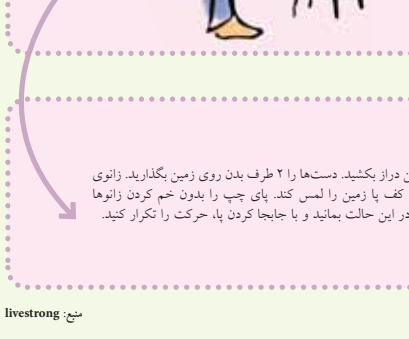 دراز بکشید. دست‌ها را ۲ طرف بدن روی زمین بگذارید. زانوی
کف پا زمین را لمس کند. پای چپ را بدون خم کردن زانوها
در این حالت بمانید و با جابجا کردن پا، حرکت را تکرار کنید.
منبع: livestrong